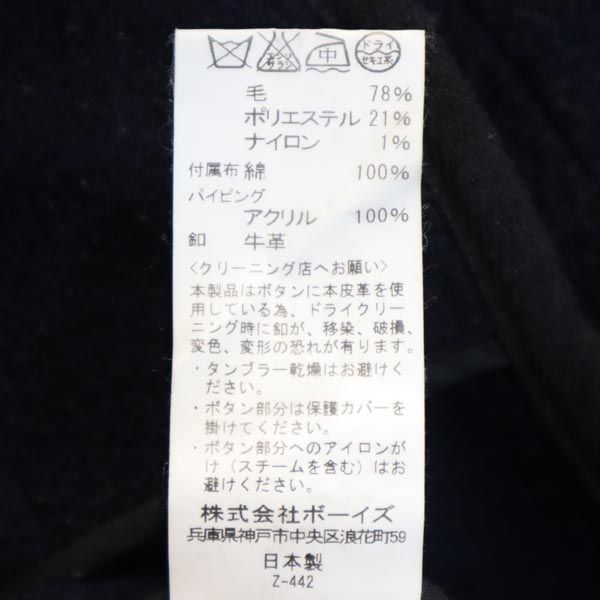 エンソ サラシ 中 ドライ セキユ系
毛 78%
ポリエステル 21%
ナイロン 1%
付属布 綿 100%
パイピング
アクリル 100%
釦 牛革
<クリーニング店へお願い>
本製品はボタンに本皮革を使
用している為、ドライクリー
ニング時に釦が、移染、破損、
変色、変形の恐れが有ります。
・タンブラー乾燥はお避けく
ださい。
・ボタン部分は保護カバーを
掛けてください。
・ボタン部分へのアイロンが
け(スチームを含む)はお
避けください。
株式会社ボーイズ
兵庫県神戸市中央区浪花町59
日本製
Z-442